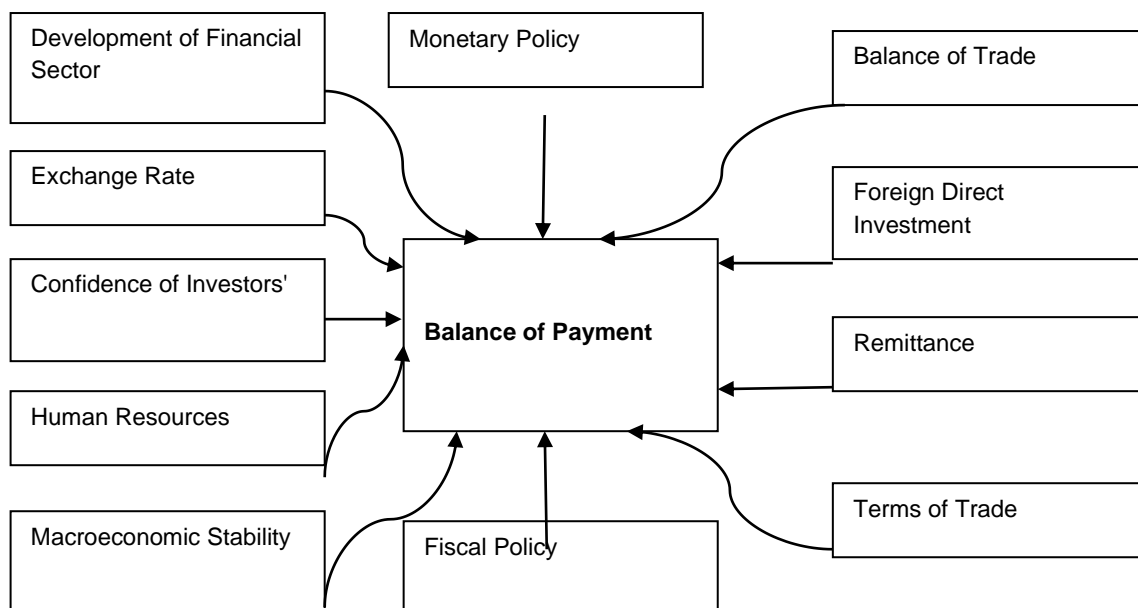 Development of Financial
Sector
Monetary Policy
Balance of Trade
Exchange Rate
Foreign Direct
Investment
Confidence of Investors'
Balance of Payment
Remittance
Human Resources
Terms of Trade
Macroeconomic Stability
Fiscal Policy